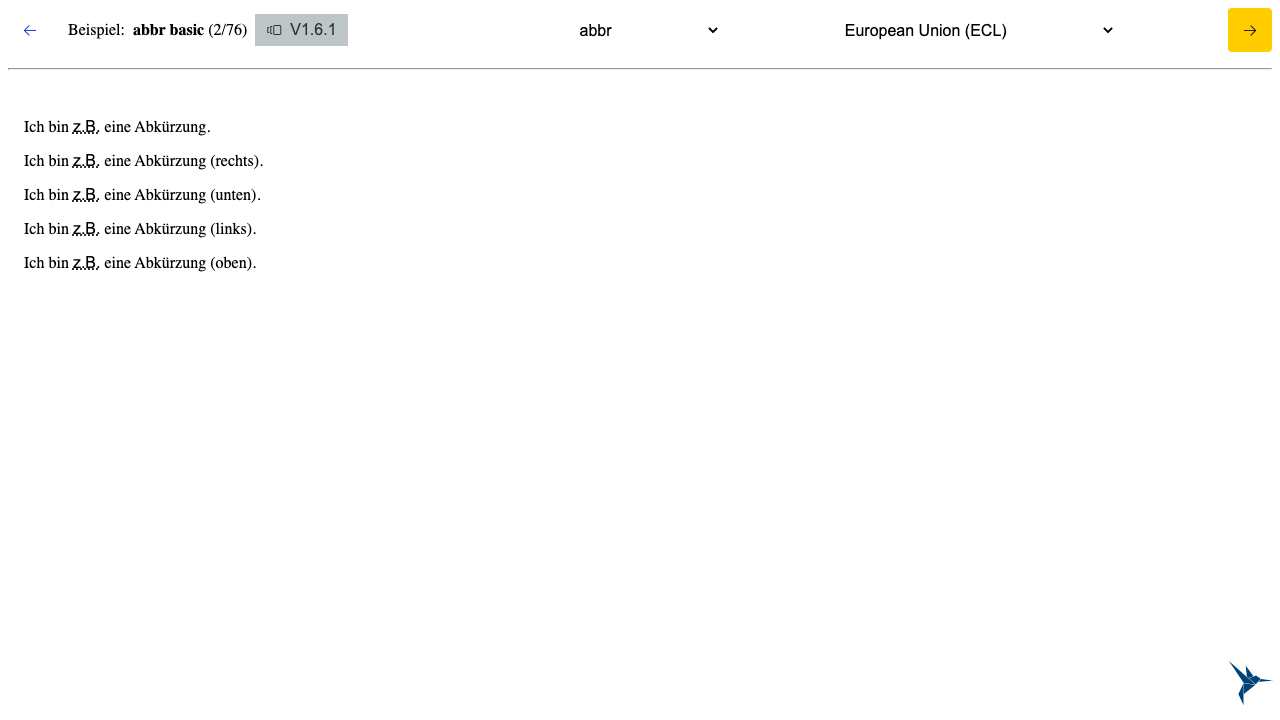 Beispiel: abbr basic (2/76) V1.6.1 abbr European Union (ECL)
Ich bin z.B. eine Abkürzung.
Ich bin z.B. eine Abkürzung (rechts).
Ich bin z.B. eine Abkürzung (unten).
Ich bin z.B. eine Abkürzung (links).
Ich bin z.B. eine Abkürzung (oben).